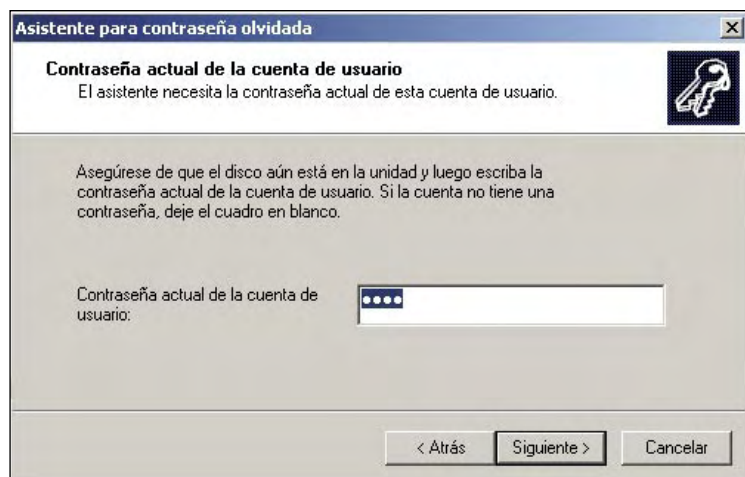 Asistente para contraseña olvidada
Contraseña actual de la cuenta de usuario
El asistente necesita la contraseña actual de esta cuenta de usuario.
Asegúrese de que el disco aún está en la unidad y luego escriba la
contraseña actual de la cuenta de usuario. Si la cuenta no tiene una
contraseña, deje el cuadro en blanco.
Contraseña actual de la cuenta de
usuario:
••••
< Atrás
Siguiente >
Cancelar